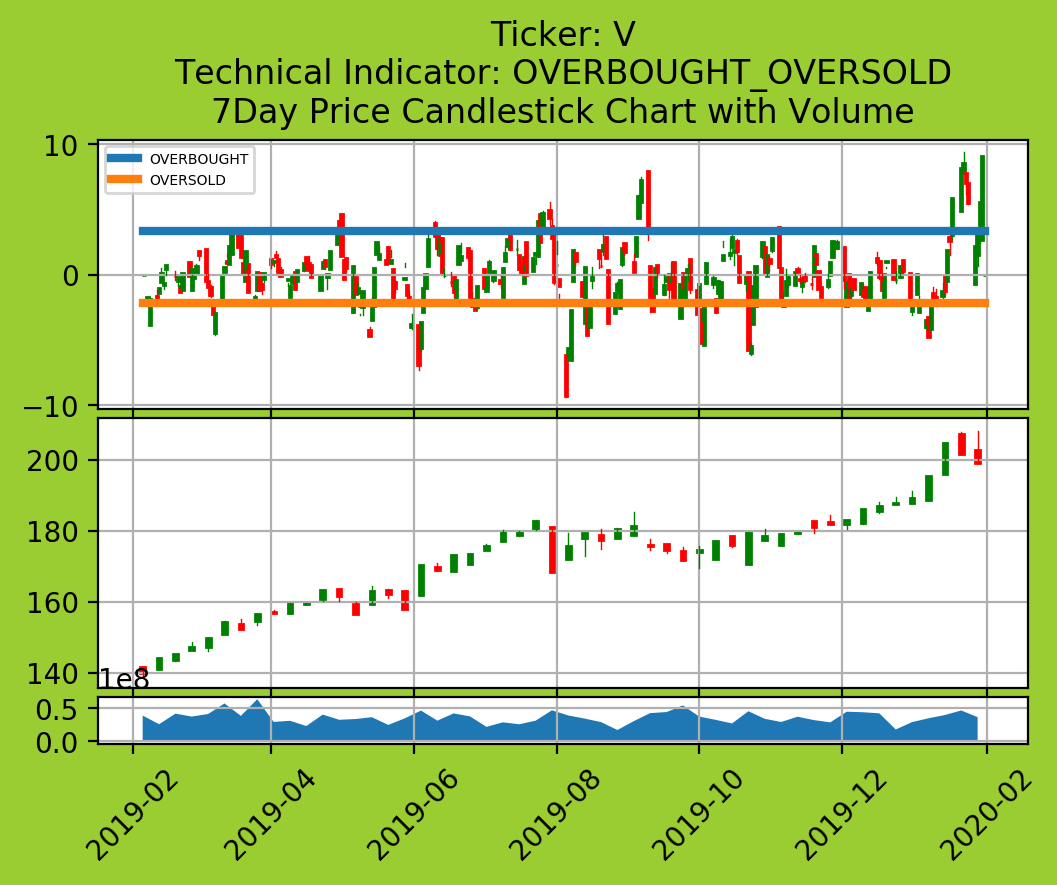 Ticker: V
Technical Indicator: OVERBOUGHT_OVERSOLD
7Day Price Candlestick Chart with Volume
10
OVERBOUGHT
OVERSOLD
0
−10
200
180
160
140
1e8
0.5
0.0
2019-02
2019-04
2019-06
2019-08
2019-10
2019-12
2020-02